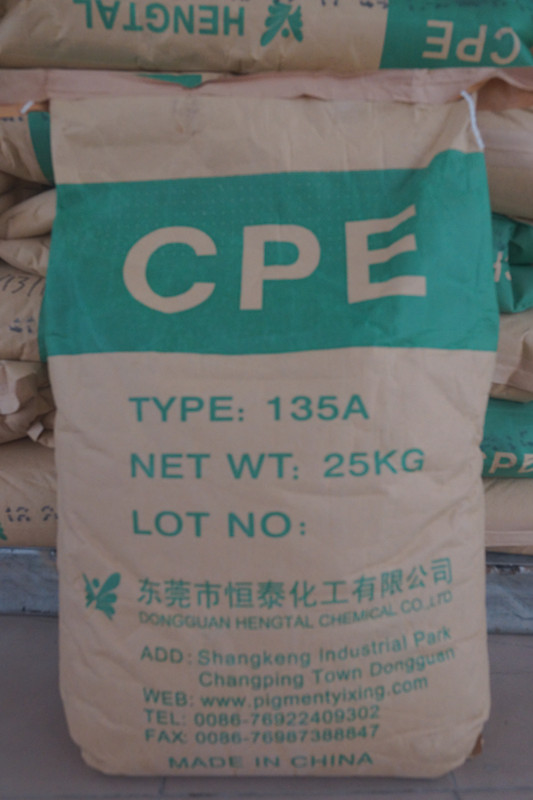 HENGTAL
CPE
CPE
TYPE: 135A
NET WT: 25KG
LOT NO:
东莞市恒泰化工有限公司
DONGGUAN HENGTAL CHEMICAL CO.,LTD
ADD: Shangkeng Industrial Park
Changping Town Dongguan
WEB: www.pigmentyixing.com
TEL: 0086-76922409302
FAX: 0086-76987388847
MADE IN CHINA